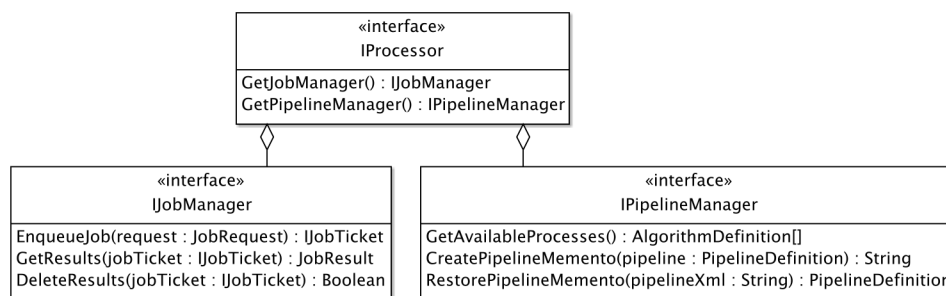 «interface»
IProcessor
GetJobManager() : IJobManager
GetPipelineManager() : IPipelineManager
«interface»
IJobManager
EnqueueJob(request : JobRequest) : IJobTicket
GetResults(jobTicket : IJobTicket) : JobResult
DeleteResults(jobTicket : IJobTicket) : Boolean
«interface»
IPipelineManager
GetAvailableProcesses() : AlgorithmDefinition[]
CreatePipelineMemento(pipeline : PipelineDefinition) : String
RestorePipelineMemento(pipelineXml : String) : PipelineDefinition